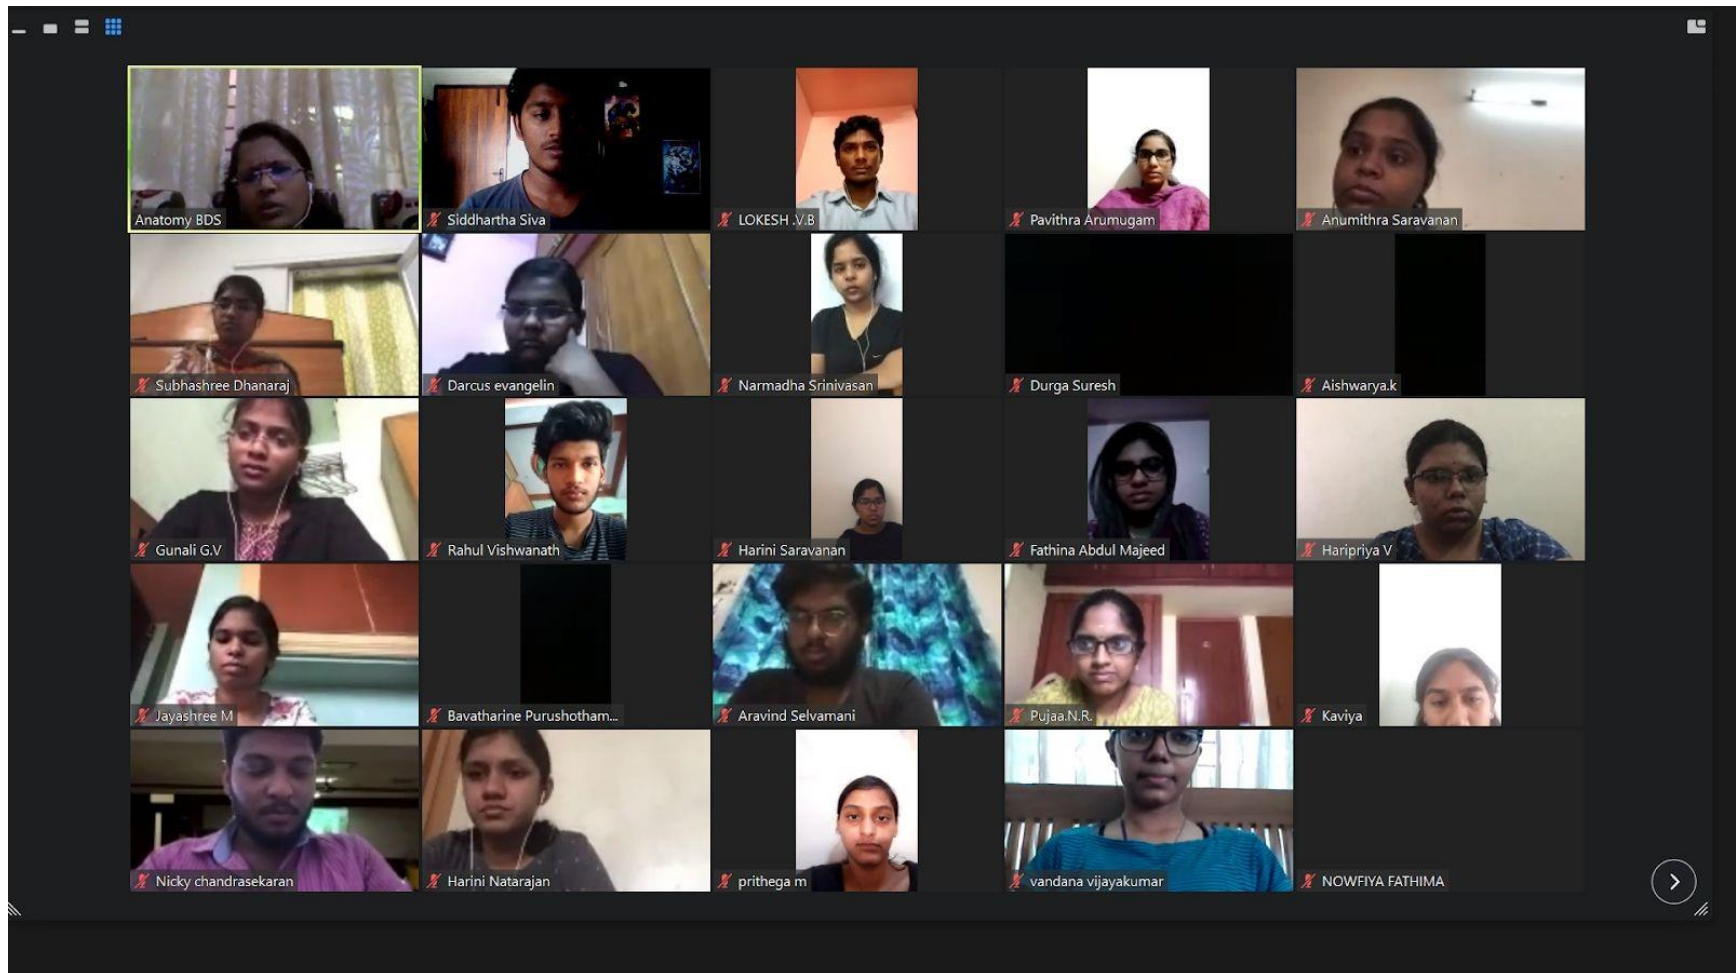 Anatomy BDS
Siddhartha Siva
LOKESH .V.B
Pavithra Arumugam
Anumithra Saravanan
Subhashree Dhanaraj
Darcus evangelin
Narmadha Srinivasan
Durga Suresh
Aishwarya.k
Gunali G.V
Rahul Vishwanath
Harini Saravanan
Fathina Abdul Majeed
Haripriya V
Jayashree M
Bavatharine Purushotham...
Aravind Selvamani
Pujaa.N.R.
Kaviya
Nicky chandrasekaran
Harini Natarajan
prithega m
vandana vijayakumar
NOWFIYA FATHIMA